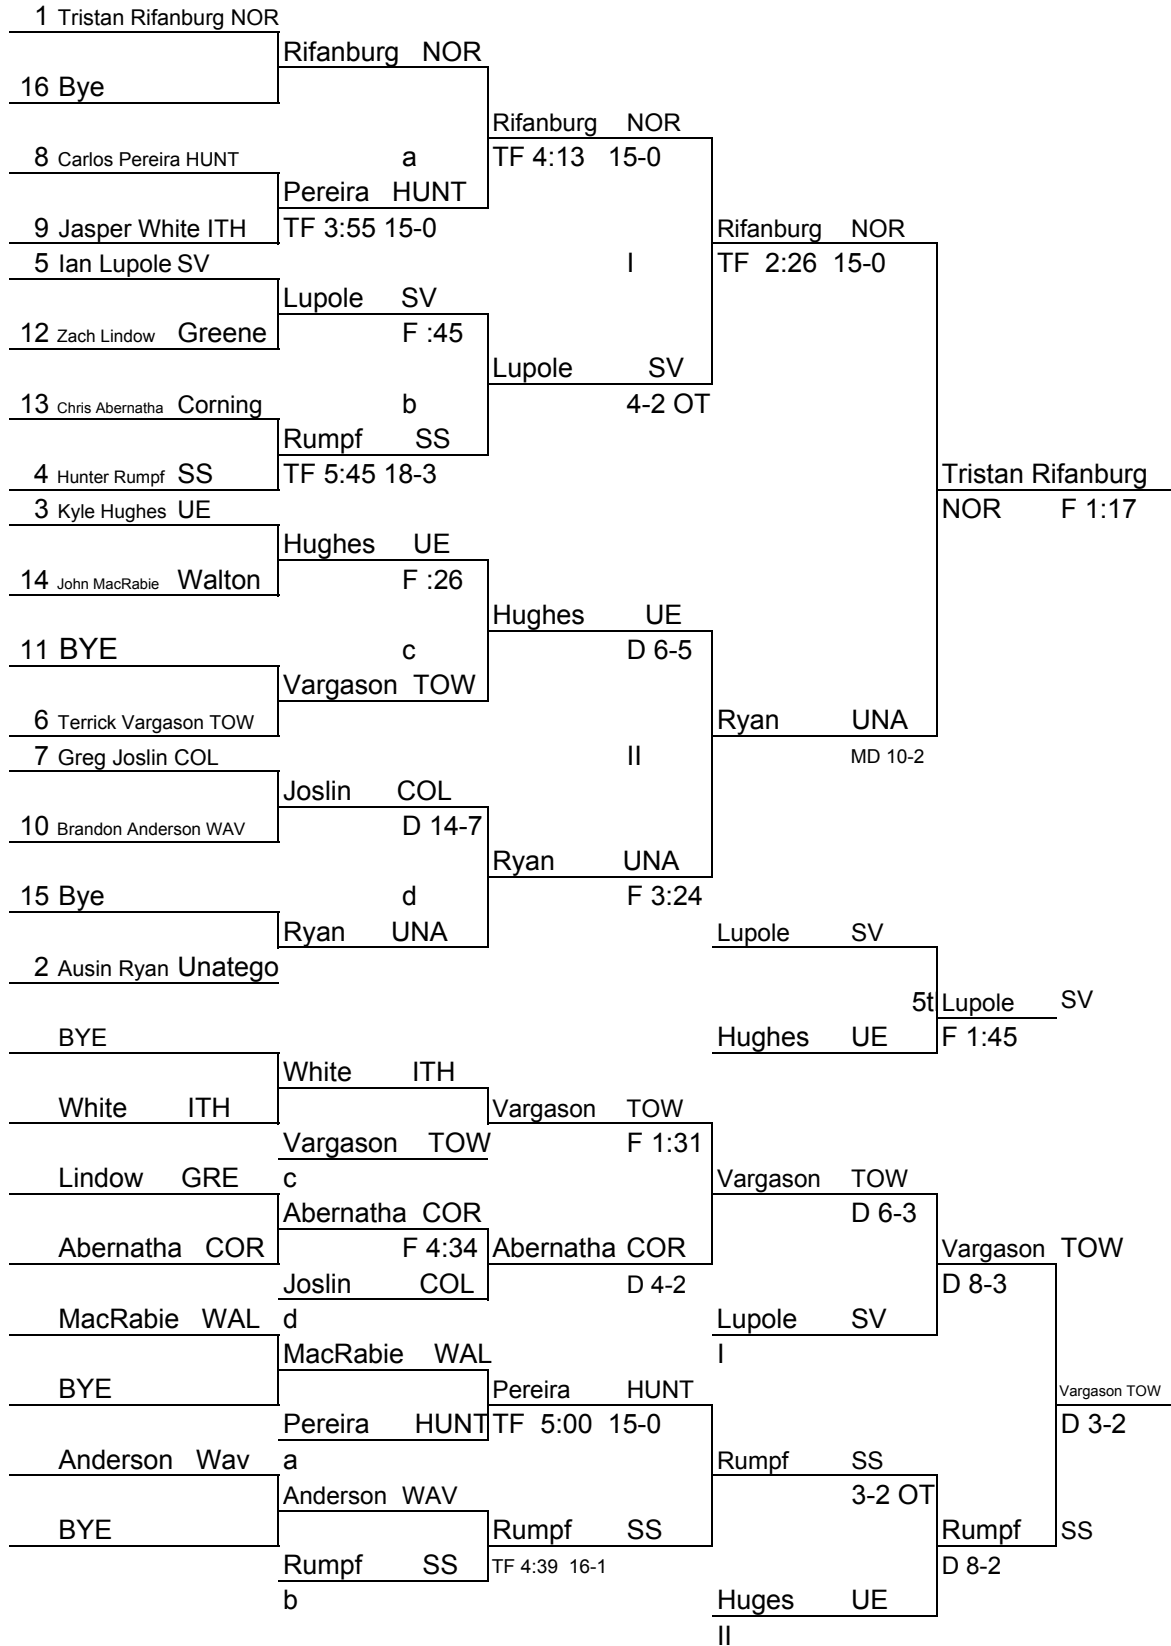 1 Tristan Rifanburg NOR
Rifanburg NOR
16 Bye
Rifanburg NOR
8 Carlos Pereira HUNT a TF 4:13 15-0
Pereira HUNT
9 Jasper White ITH TF 3:55 15-0 Rifanburg NOR
5 Ian Lupole SV I TF 2:26 15-0
Lupole SV
12 Zach Lindow Greene F :45
Lupole SV
13 Chris Abernatha Corning b 4-2 OT
Rumpf SS
4 Hunter Rumpf SS TF 5:45 18-3 Tristan Rifanburg
3 Kyle Hughes UE NOR F 1:17
Hughes UE
14 John MacRabie Walton F :26
Hughes UE
11 BYE c D 6-5
Vargason TOW
6 Terrick Vargason TOW Ryan UNA
7 Greg Joslin COL II MD 10-2
Joslin COL
10 Brandon Anderson WAV D 14-7
Ryan UNA
15 Bye d F 3:24
Ryan UNA Lupole SV
2 Ausin Ryan Unatego
5t Lupole SV
BYE Hughes UE F 1:45
White ITH
White ITH Vargason TOW
Vargason TOW F 1:31
Lindow GRE c Vargason TOW
Abernatha COR D 6-3
Abernatha COR F 4:34 Abernatha COR Vargason TOW
Joslin COL D 4-2 D 8-3
MacRabie WAL d Lupole SV
MacRabie WAL I
BYE Pereira HUNT Vargason TOW
Pereira HUNT TF 5:00 15-0 D 3-2
Anderson Wav a Rumpf SS
Anderson WAV 3-2 OT
BYE Rumpf SS Rumpf SS
Rumpf SS TF 4:39 16-1 D 8-2
b Huges UE
II